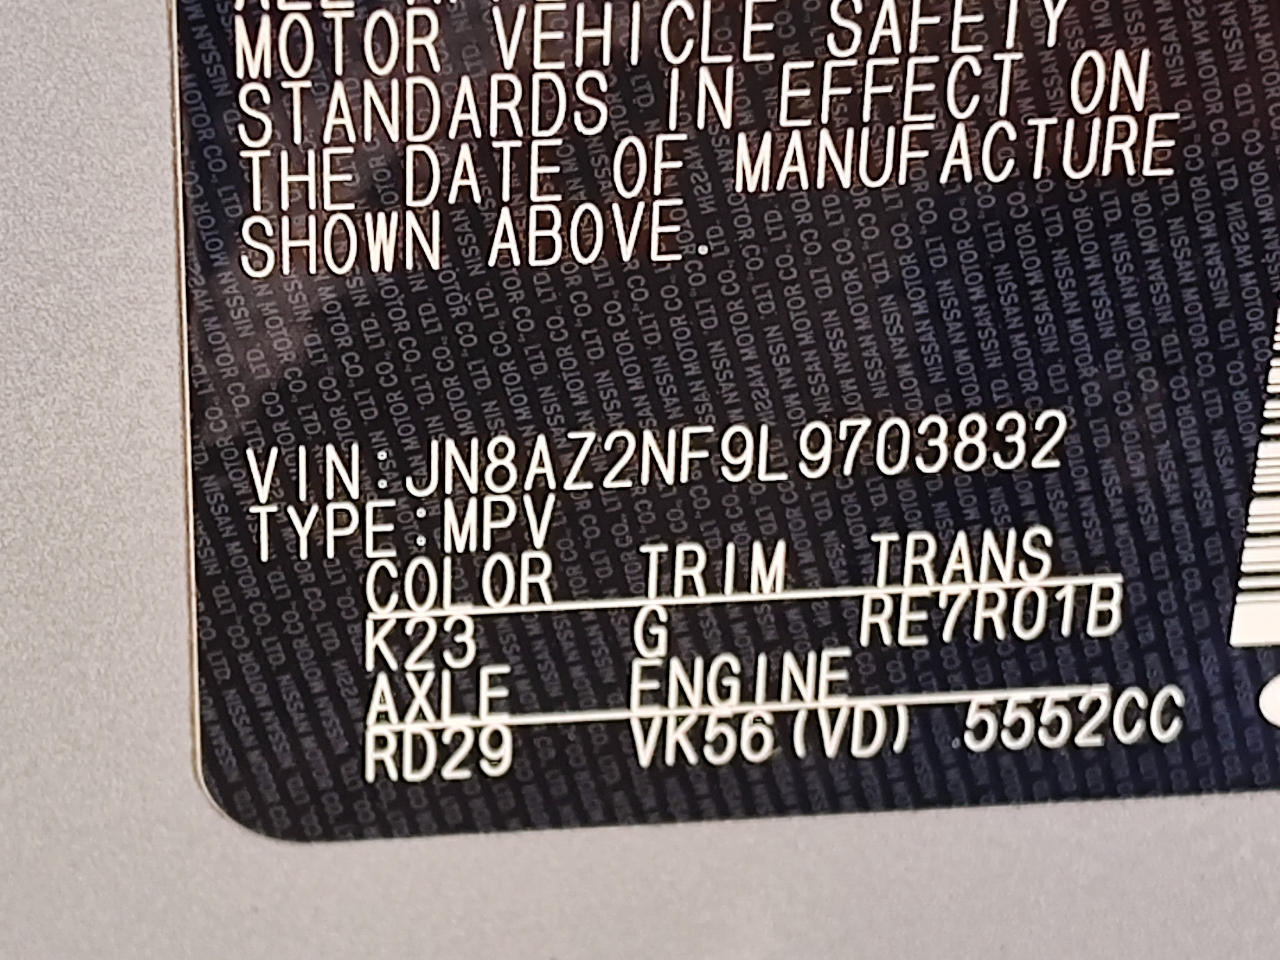 MOTOR VEHICLE SAFETY
STANDARDS IN EFFECT ON
THE DATE OF MANUFACTURE
SHOWN ABOVE.
VIN:JN8AZ2NF9L9703832
TYPE:MPV
COLOR TRIM TRANS
K23 G RE7R01B
AXLE ENGINE
RD29 VK56(VD) 5552CC